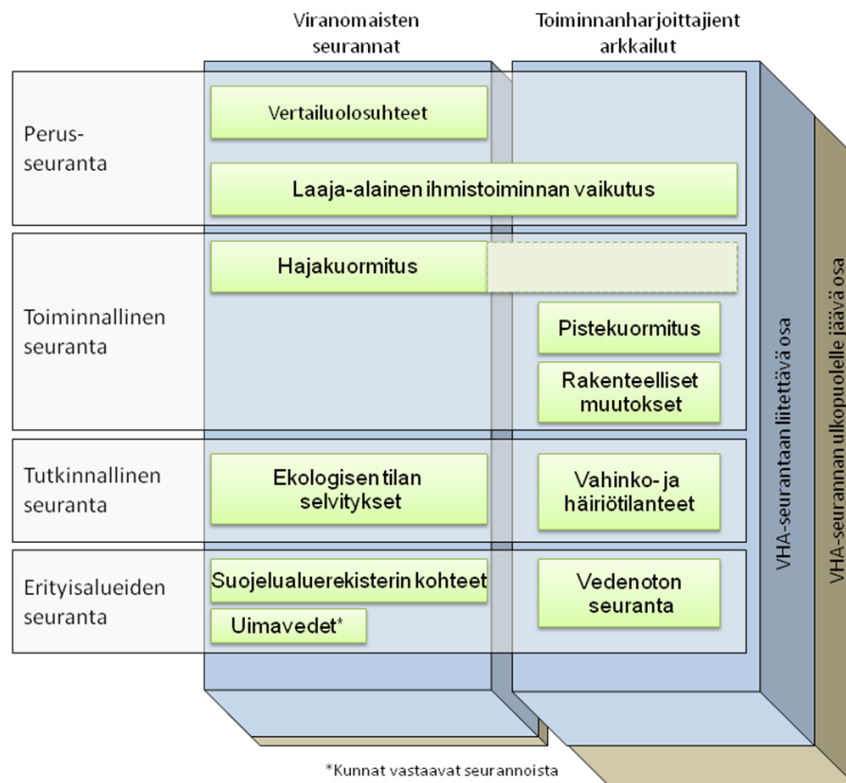 Viranomaisten
seurannat
Toiminnanharjoittajient
arkkailut
Perus-
seuranta
Vertailuolosuhteet
Laaja-alainen ihmistoiminnan vaikutus
Toiminnallinen
seuranta
Hajakuormitus
Pistekuormitus
Rakenteelliset
muutokset
Tutkinnallinen
seuranta
Ekologisen tilan
selvitykset
Vahinko- ja
häiriötilanteet
Erityisalueiden
seuranta
Suojelualuerekisterin kohteet
Uimavedet*
Vedenoton
seuranta
VHA-seurantaan liitettävä osa
VHA-seurannan ulkopuolelle jäävä osa
*Kunnat vastaavat seurannoista